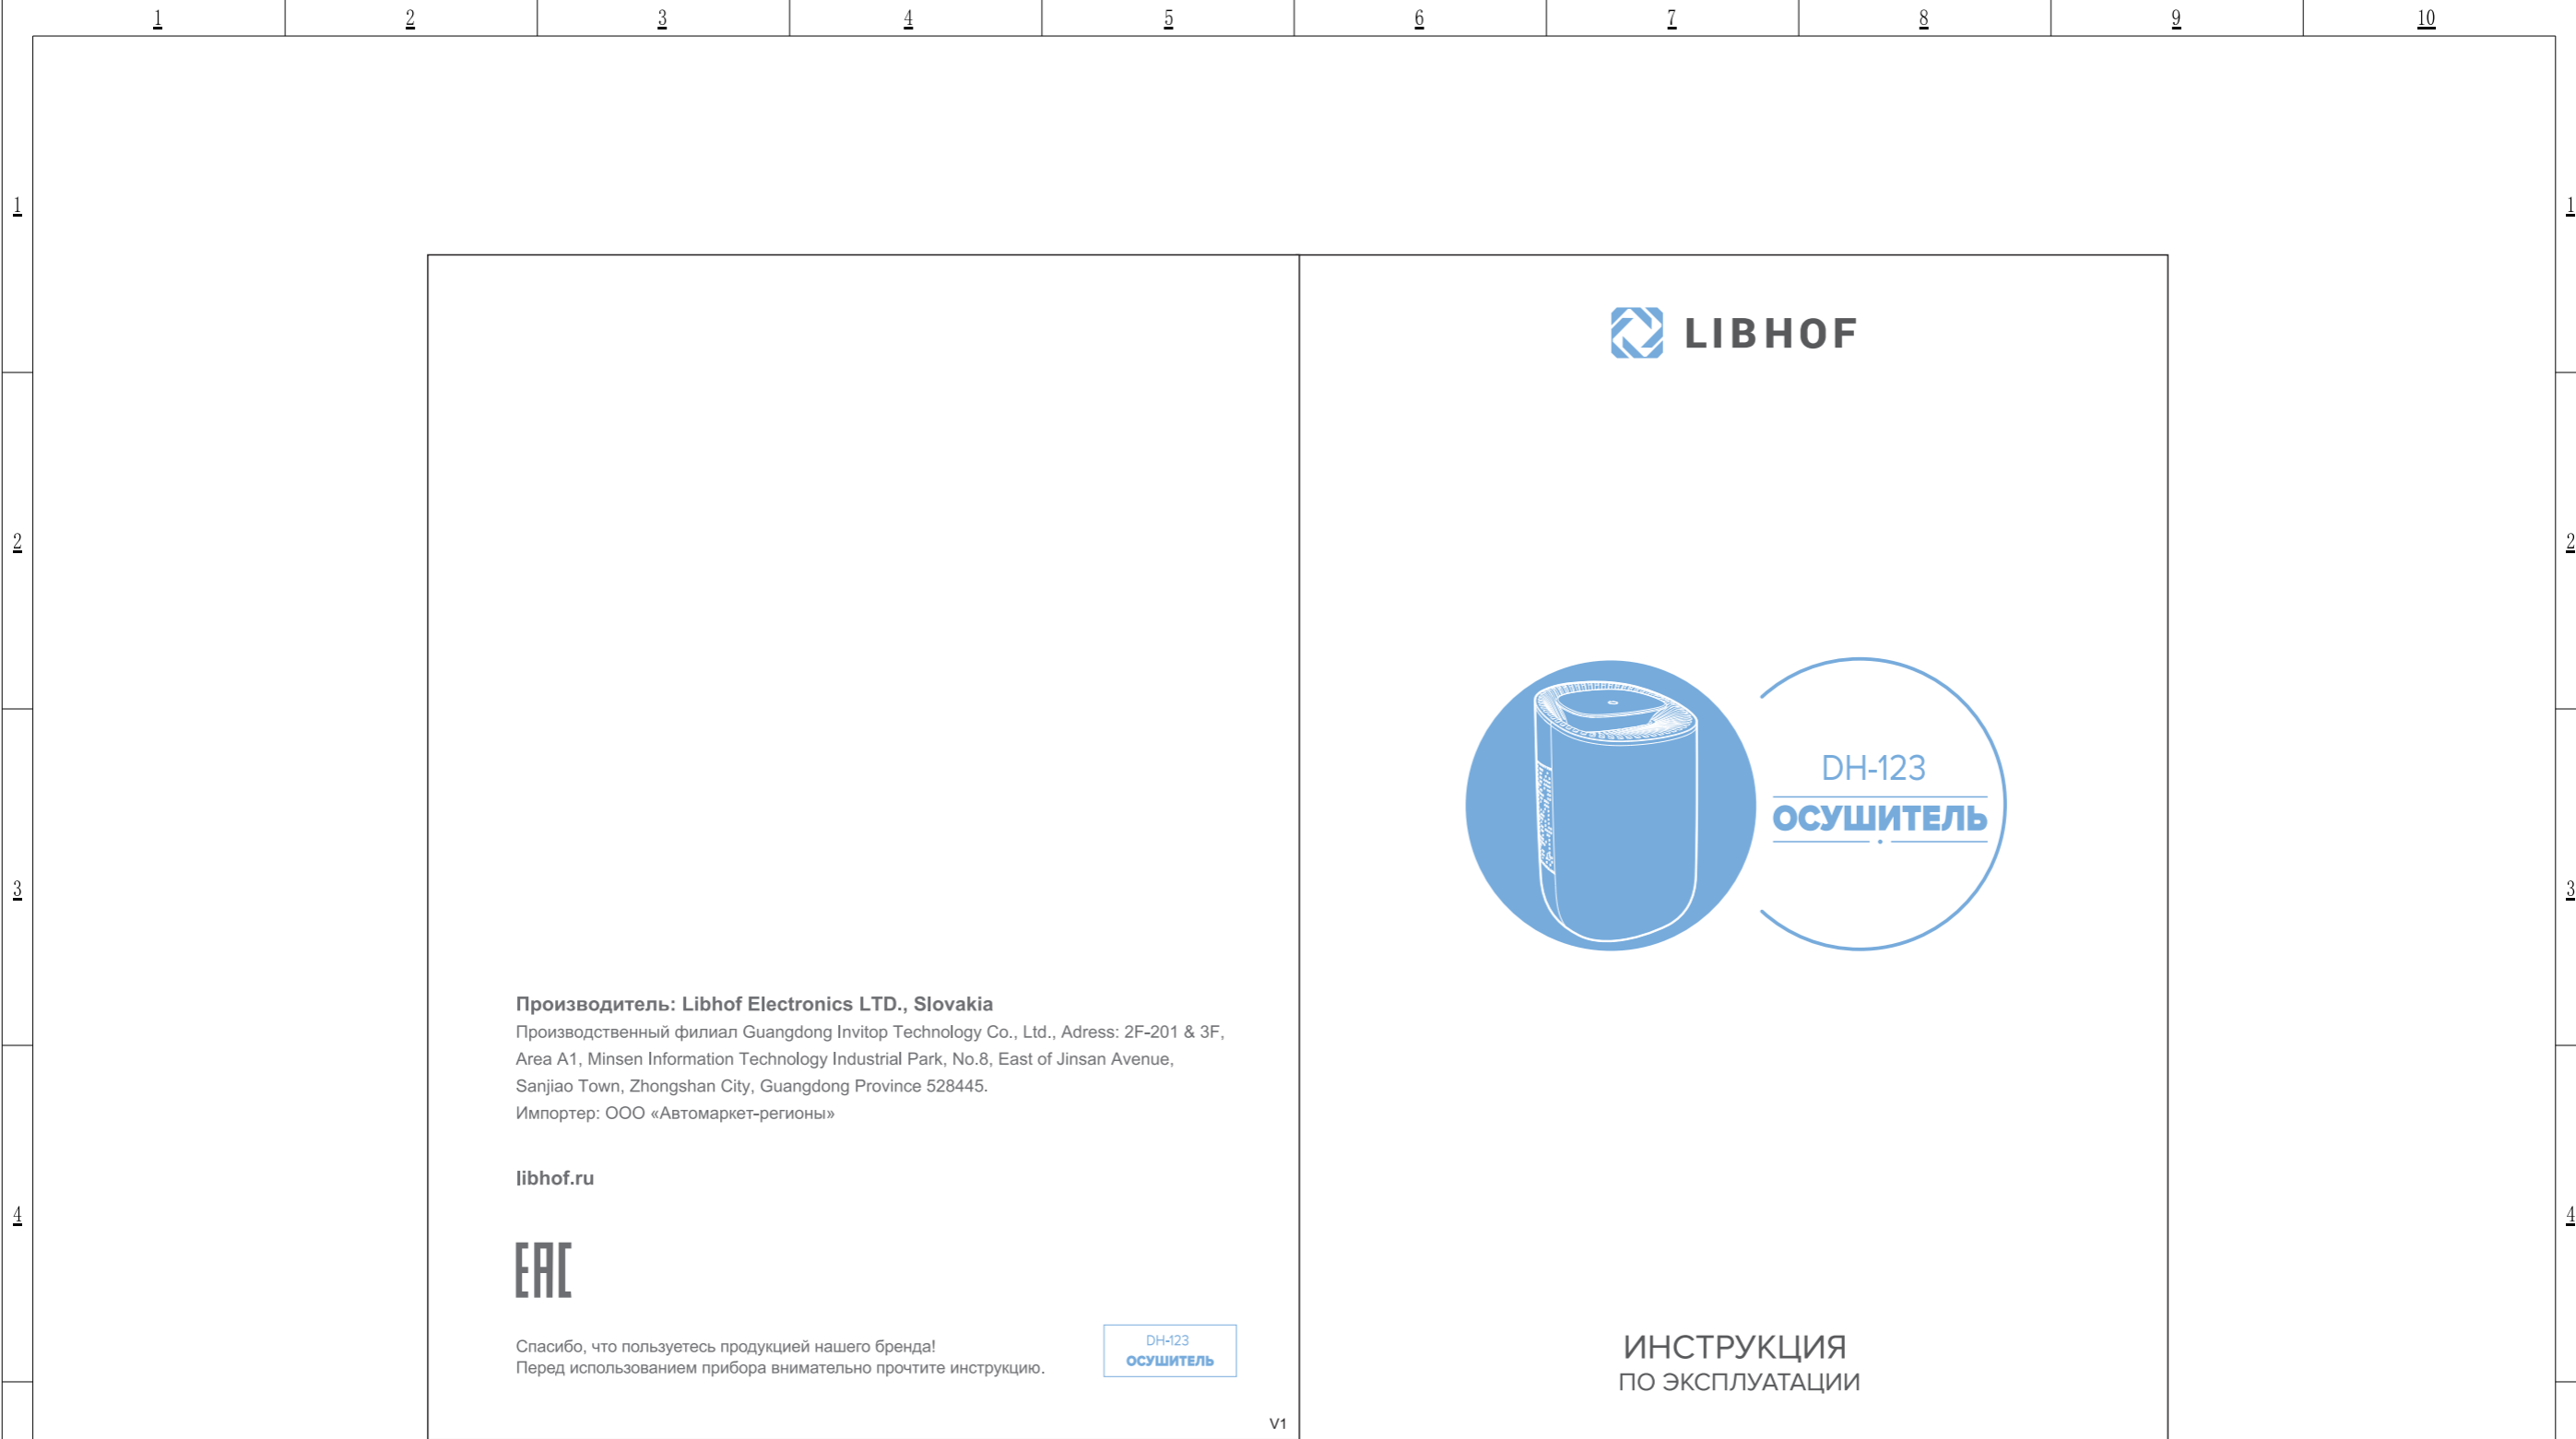 1 2 3 4 5 6 7 8 9 10
1 1
2 2
3 3
4 4
Производитель: Libhof Electronics LTD., Slovakia
Производственный филиал Guangdong Invitop Technology Co., Ltd., Adress: 2F-201 & 3F,
Area A1, Minsen Information Technology Industrial Park, No.8, East of Jinsan Avenue,
Sanjiao Town, Zhongshan City, Guangdong Province 528445.
Импортер: ООО «Автомаркет-регионы»
libhof.ru
EAC
Спасибо, что пользуетесь продукцией нашего бренда!
Перед использованием прибора внимательно прочтите инструкцию.
DH-123
ОСУШИТЕЛЬ
V1
LIBHOF
DH-123
ОСУШИТЕЛЬ
ИНСТРУКЦИЯ
ПО ЭКСПЛУАТАЦИИ